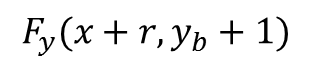 F_y(x + r, y_b + 1)